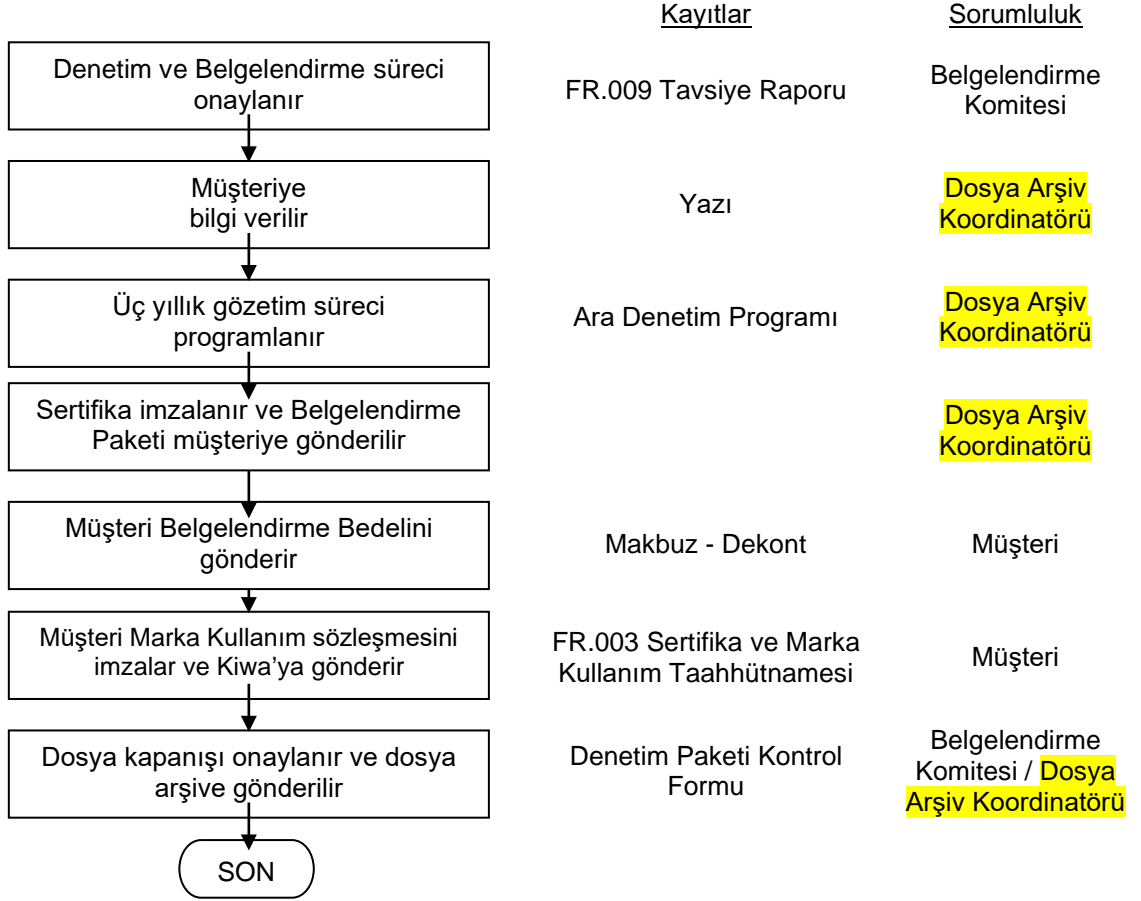 Kayıtlar
Sorumluluk
Denetim ve Belgelendirme süreci
onaylanır
FR.009 Tavsiye Raporu
Belgelendirme
Komitesi
Müşteriye
bilgi verilir
Yazı
Dosya Arşiv
Koordinatörü
Üç yıllık gözetim süreci
programlanır
Ara Denetim Programı
Dosya Arşiv
Koordinatörü
Sertifika imzalanır ve Belgelendirme
Paketi müşteriye gönderilir
Dosya Arşiv
Koordinatörü
Müşteri Belgelendirme Bedelini
gönderir
Makbuz - Dekont
Müşteri
Müşteri Marka Kullanım sözleşmesini
imzalar ve Kiwa’ya gönderir
FR.003 Sertifika ve Marka
Kullanım Taahhütnamesi
Müşteri
Dosya kapanışı onaylanır ve dosya
arşive gönderilir
Denetim Paketi Kontrol
Formu
Belgelendirme
Komitesi / Dosya
Arşiv Koordinatörü
SON